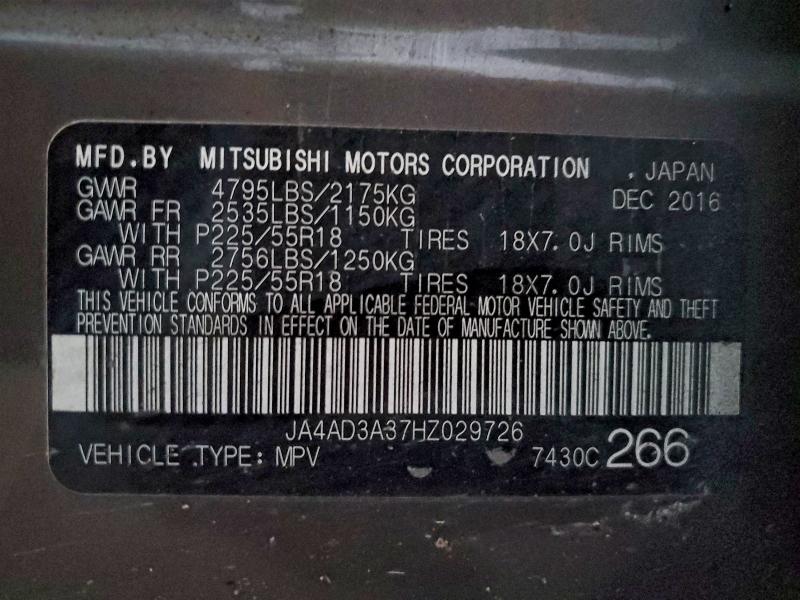 MFD.BY MITSUBISHI MOTORS CORPORATION . JAPAN
GVWR 4795LBS/2175KG DEC 2016
GAWR FR 2535LBS/1150KG
WITH P225/55R18 TIRES 18X7.0J RIMS
GAWR RR 2756LBS/1250KG
WITH P225/55R18 TIRES 18X7.0J RIMS
THIS VEHICLE CONFORMS TO ALL APPLICABLE FEDERAL MOTOR VEHICLE SAFETY AND THEFT
PREVENTION STANDARDS IN EFFECT ON THE DATE OF MANUFACTURE SHOWN ABOVE.
JA4AD3A37HZ029726
VEHICLE TYPE: MPV 7430C 266